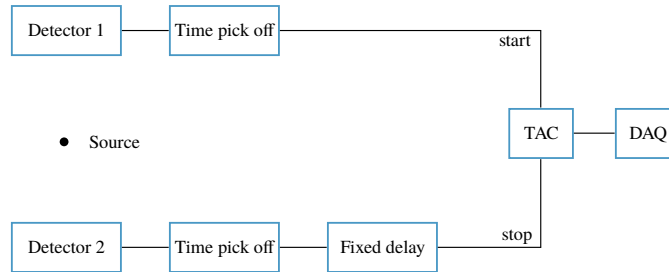 Detector 1
Time pick off
start
TAC
DAQ
Source
Detector 2
Time pick off
Fixed delay
stop